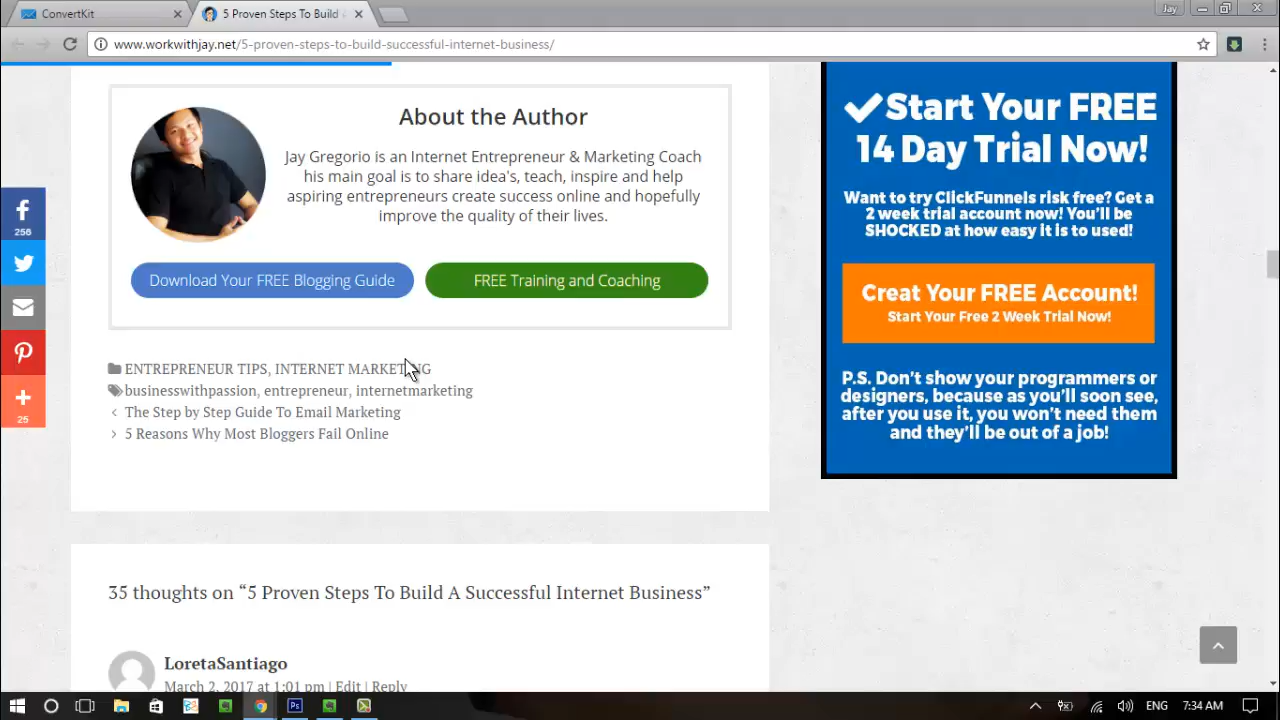 ConvertKit
5 Proven Steps To Build
Jay
www.workwithjay.net/5-proven-steps-to-build-successful-internet-business/
About the Author
Jay Gregorio is an Internet Entrepreneur & Marketing Coach
his main goal is to share idea's, teach, inspire and help
aspiring entrepreneurs create success online and hopefully
improve the quality of their lives.
Download Your FREE Blogging Guide
FREE Training and Coaching
256
25
ENTREPRENEUR TIPS, INTERNET MARKETING
businesswithpassion, entrepreneur, internetmarketing
The Step by Step Guide To Email Marketing
5 Reasons Why Most Bloggers Fail Online
35 thoughts on “5 Proven Steps To Build A Successful Internet Business”
LoretaSantiago
March 2, 2017 at 1:01 pm | Edit | Reply
Start Your FREE
14 Day Trial Now!
Want to try ClickFunnels risk free? Get a
2 week trial account now! You'll be
SHOCKED at how easy it is to used!
Creat Your FREE Account!
Start Your Free 2 Week Trial Now!
P.S. Don't show your programmers or
designers, because as you'll soon see,
after you use it, you won't need them
and they'll be out of a job!
ENG
7:34 AM